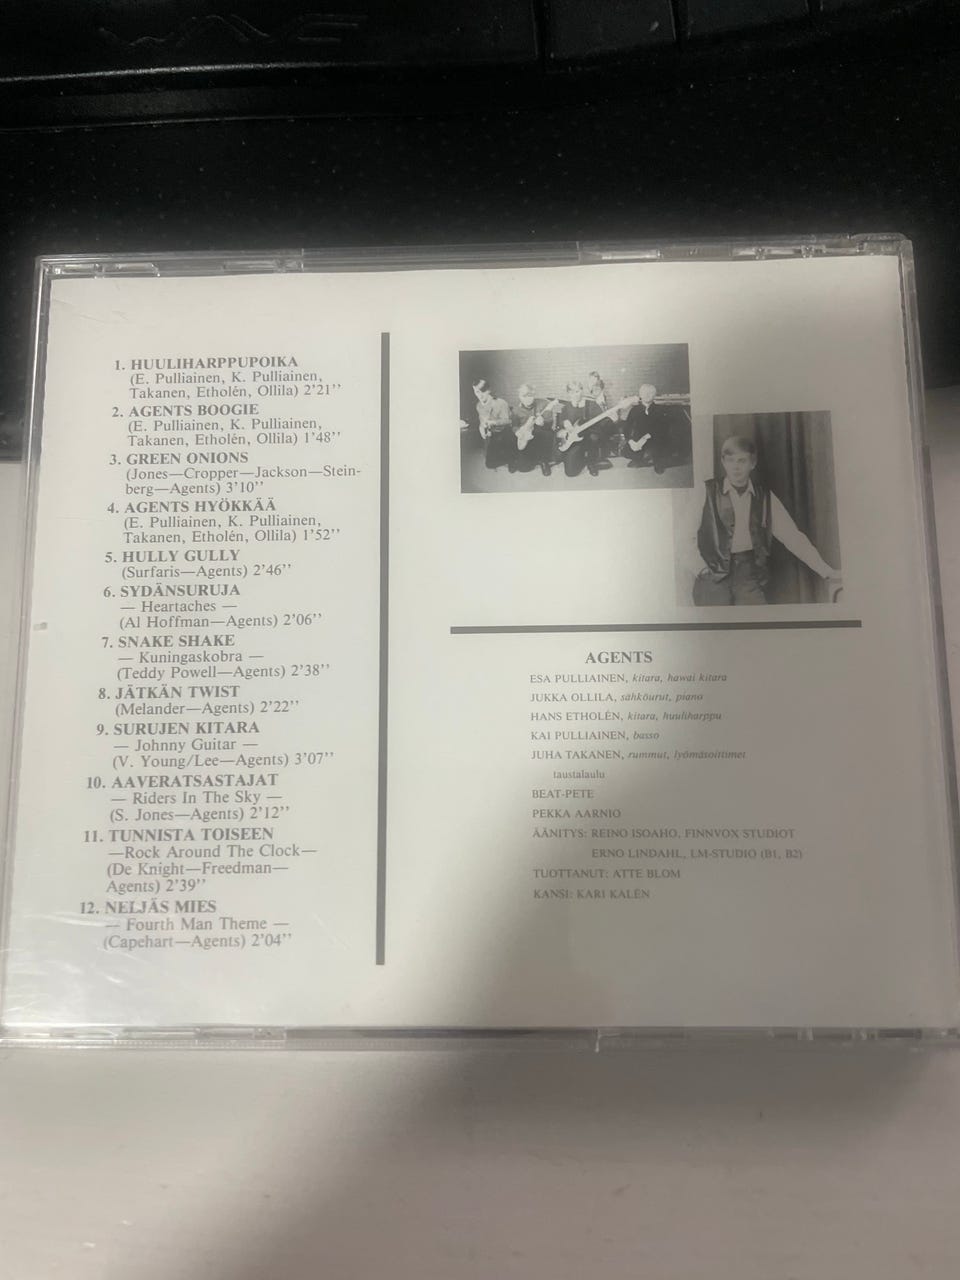 1. HUULIHARPPUPOIKA
(E. Pulliainen, K. Pulliainen,
Takanen, Etholén, Ollila) 2'21''
2. AGENTS BOOGIE
(E. Pulliainen, K. Pulliainen,
Takanen, Etholén, Ollila) 1'48''
3. GREEN ONIONS
(Jones—Cropper—Jackson—Stein-
berg—Agents) 3'10''
4. AGENTS HYÖKKÄÄ
(E. Pulliainen, K. Pulliainen,
Takanen, Etholén, Ollila) 1'52''
5. HULLY GULLY
(Surfaris—Agents) 2'46''
6. SYDÄNSURUJA
— Heartaches —
(Al Hoffman—Agents) 2'06''
7. SNAKE SHAKE
— Kuningaskobra —
(Teddy Powell—Agents) 2'38''
8. JÄTKÄN TWIST
(Melander—Agents) 2'22''
9. SURUJEN KITARA
— Johnny Guitar —
(V. Young/Lee—Agents) 3'07''
10. AAVERATSASTAJAT
— Riders In The Sky —
(S. Jones—Agents) 2'12''
11. TUNNISTA TOISEEN
—Rock Around The Clock—
(De Knight—Freedman—
Agents) 2'39''
12. NELJÄS MIES
— Fourth Man Theme —
(Capehart—Agents) 2'04''
AGENTS
ESA PULLIAINEN, kitara, hawai kitara
JUKKA OLLILA, sähköurut, piano
HANS ETHOLÉN, kitara, huuliharppu
KAI PULLIAINEN, basso
JUHA TAKANEN, rummut, lyömäsoittimet
taustalaulu
BEAT-PETE
PEKKA AARNIO
ÄÄNITYS: REINO ISOAHO, FINNVOX STUDIOT
ERNO LINDAHL, LM-STUDIO (B1, B2)
TUOTTANUT: ATTE BLOM
KANSI: KARI KALÉN